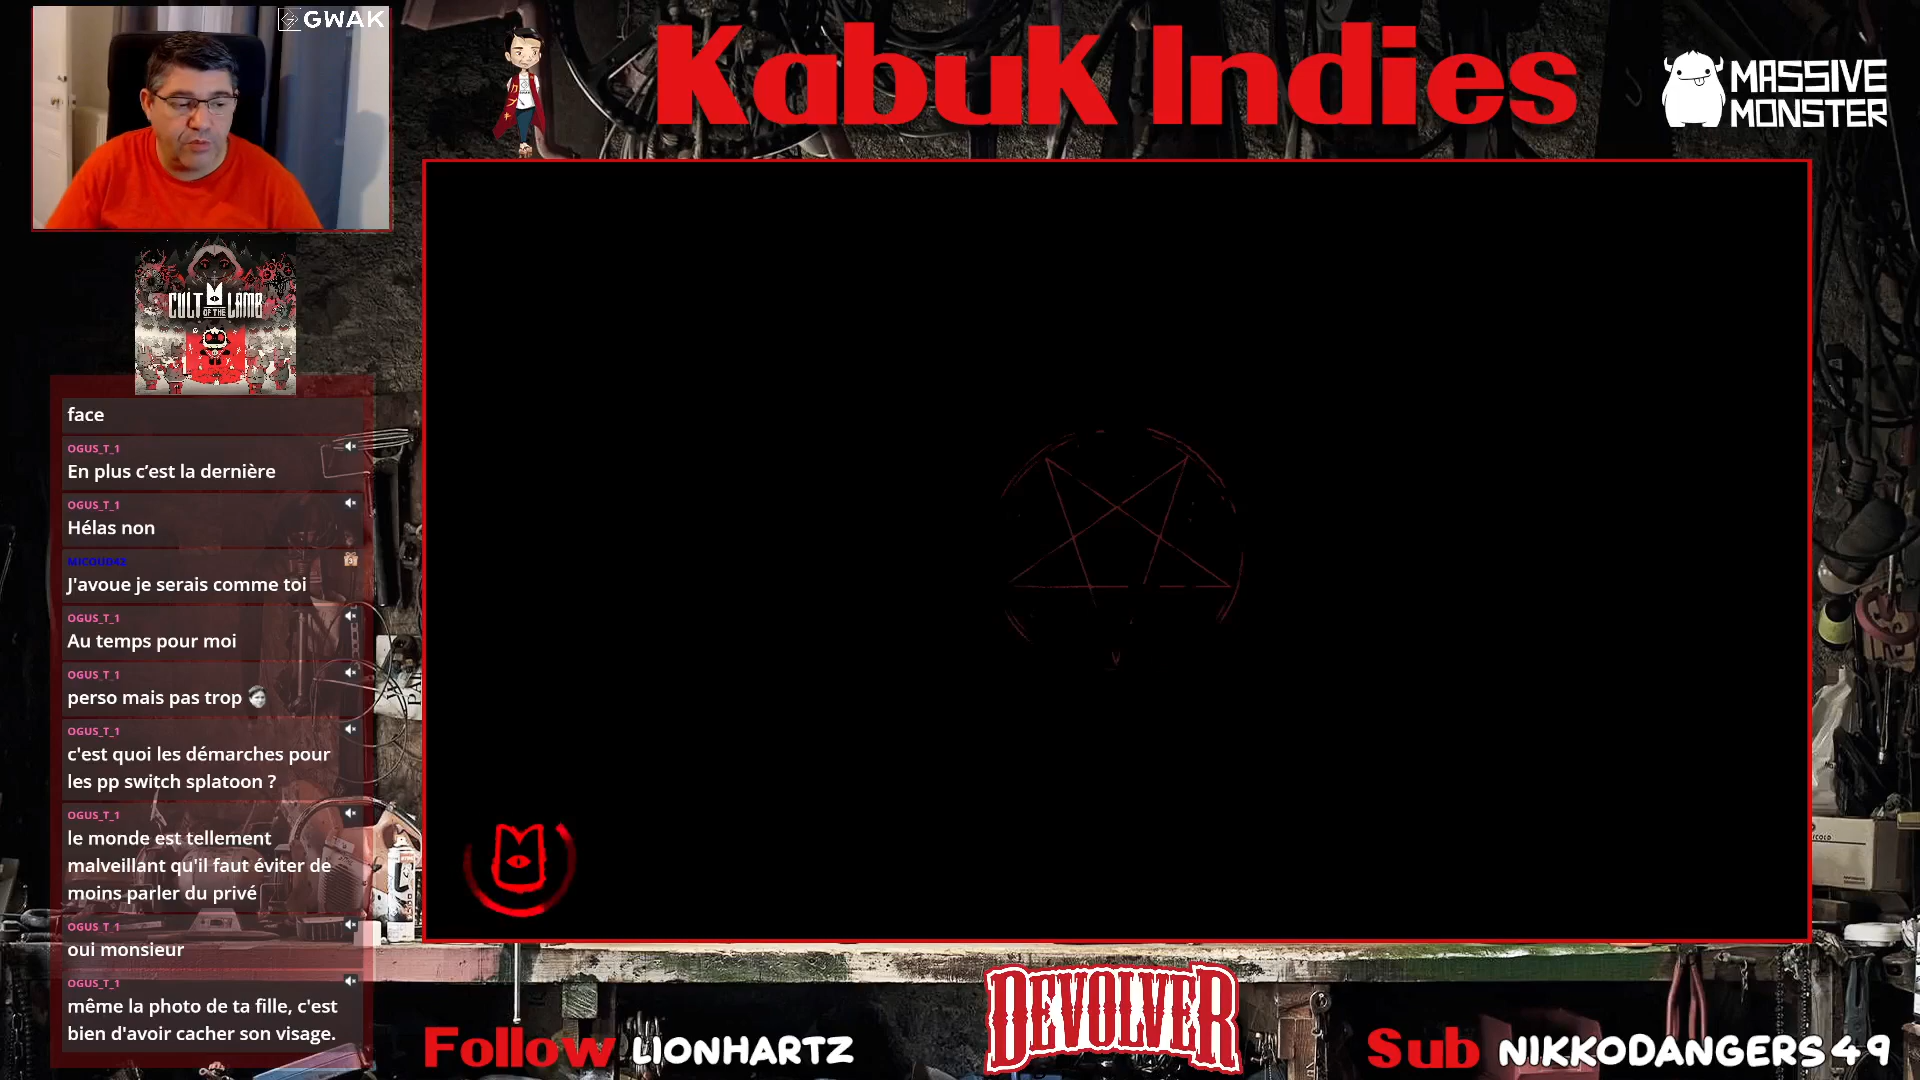 GWAK
KabuK Indies
MASSIVE
MONSTER
CULT OF THE LAMB
face
OGUS_T_1
En plus c’est la dernière
OGUS_T_1
Hélas non
MICOUD42
J'avoue je serais comme toi
OGUS_T_1
Au temps pour moi
OGUS_T_1
perso mais pas trop
OGUS_T_1
c'est quoi les démarches pour
les pp switch splatoon ?
OGUS_T_1
le monde est tellement
malveillant qu'il faut éviter de
moins parler du privé
OGUS_T_1
oui monsieur
OGUS_T_1
même la photo de ta fille, c'est
bien d'avoir cacher son visage.
Follow LIONHARTZ
DEVOLVER
Sub NIKKODANGERS49